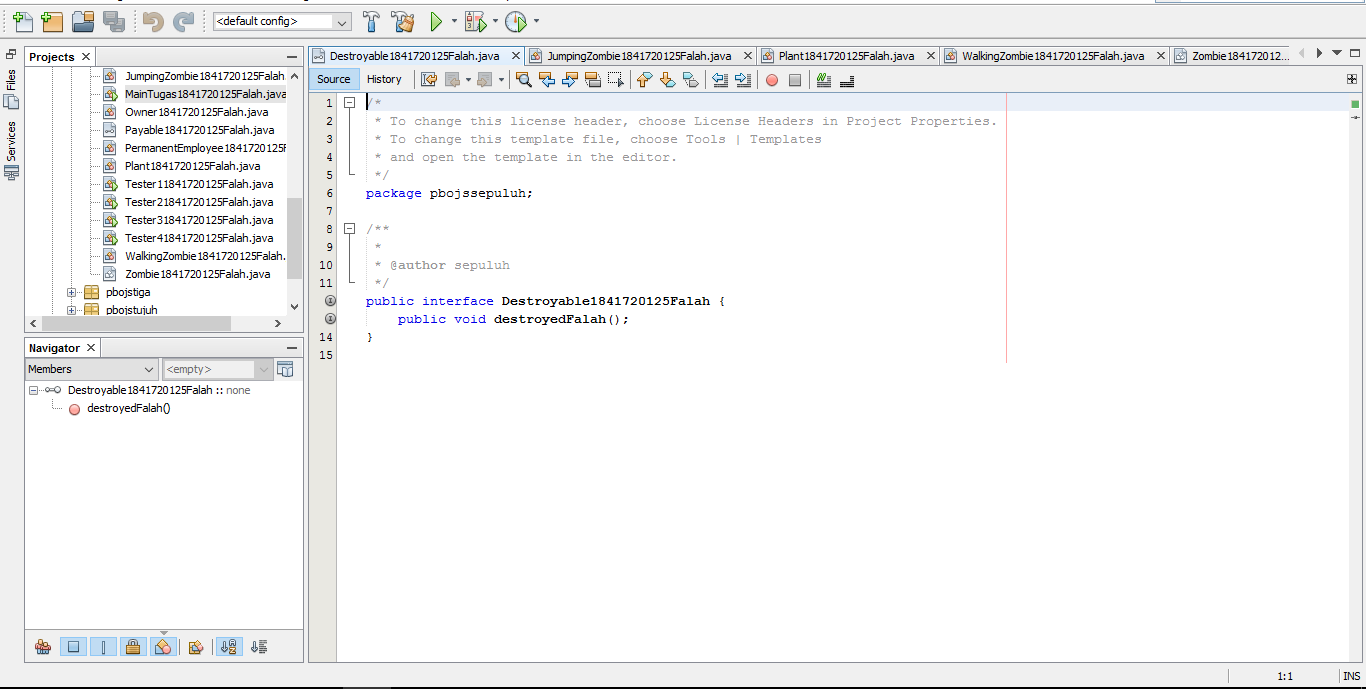 <default config>
Projects
Files
Services
JumpingZombie1841720125Falah
MainTugas1841720125Falah.java
Owner1841720125Falah.java
Payable1841720125Falah.java
PermanentEmployee1841720125F
Plant1841720125Falah.java
Tester11841720125Falah.java
Tester21841720125Falah.java
Tester31841720125Falah.java
Tester41841720125Falah.java
WalkingZombie1841720125Falah.
Zombie1841720125Falah.java
pbojstiga
pbojstujuh
Navigator
Members <empty>
Destroyable1841720125Falah :: none
destroyedFalah()
Destroyable1841720125Falah.java JumpingZombie1841720125Falah.java Plant1841720125Falah.java WalkingZombie1841720125Falah.java Zombie184172012...
Source History
1 /*
2 * To change this license header, choose License Headers in Project Properties.
3 * To change this template file, choose Tools | Templates
4 * and open the template in the editor.
5 */
6 package pbojssepuluh;
7
8 /**
9 *
10 * @author sepuluh
11 */
public interface Destroyable1841720125Falah {
public void destroyedFalah();
14 }
15
1:1 INS